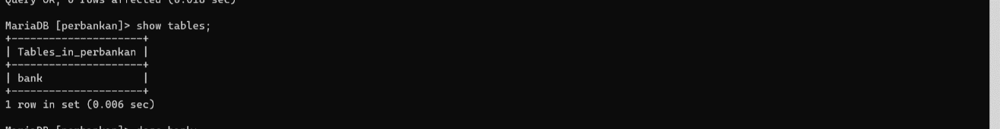 Query OK, 0 rows affected (0.018 sec)
MariaDB [perbankan]> show tables;
+---------------------+
| Tables_in_perbankan |
+---------------------+
| bank                |
+---------------------+
1 row in set (0.006 sec)
MariaDB [perbankan]> desc bank;